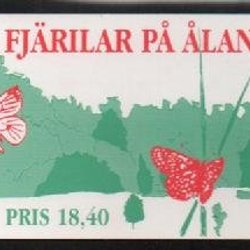 FJÄRILAR PÅ ÅLAN
PRIS 18,40